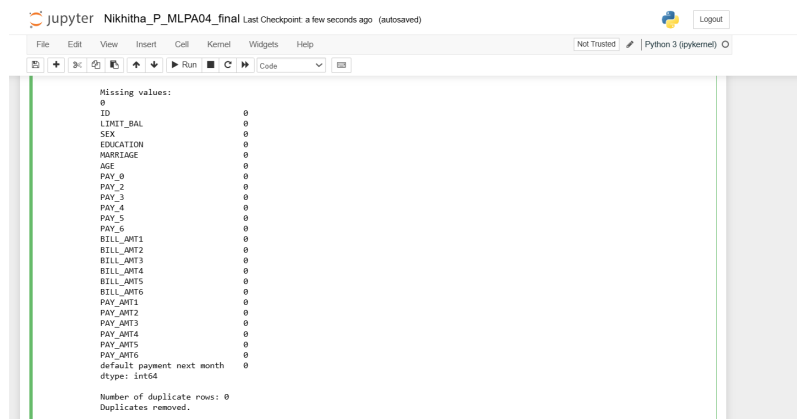 jupyter Nikhitha_P_MLPA04_final Last Checkpoint: a few seconds ago (autosaved)
Logout
File Edit View Insert Cell Kernel Widgets Help
Not Trusted Python 3 (ipykernel)
Run Code
Missing values:
0
ID 0
LIMIT_BAL 0
SEX 0
EDUCATION 0
MARRIAGE 0
AGE 0
PAY_0 0
PAY_2 0
PAY_3 0
PAY_4 0
PAY_5 0
PAY_6 0
BILL_AMT1 0
BILL_AMT2 0
BILL_AMT3 0
BILL_AMT4 0
BILL_AMT5 0
BILL_AMT6 0
PAY_AMT1 0
PAY_AMT2 0
PAY_AMT3 0
PAY_AMT4 0
PAY_AMT5 0
PAY_AMT6 0
default payment next month 0
dtype: int64
Number of duplicate rows: 0
Duplicates removed.